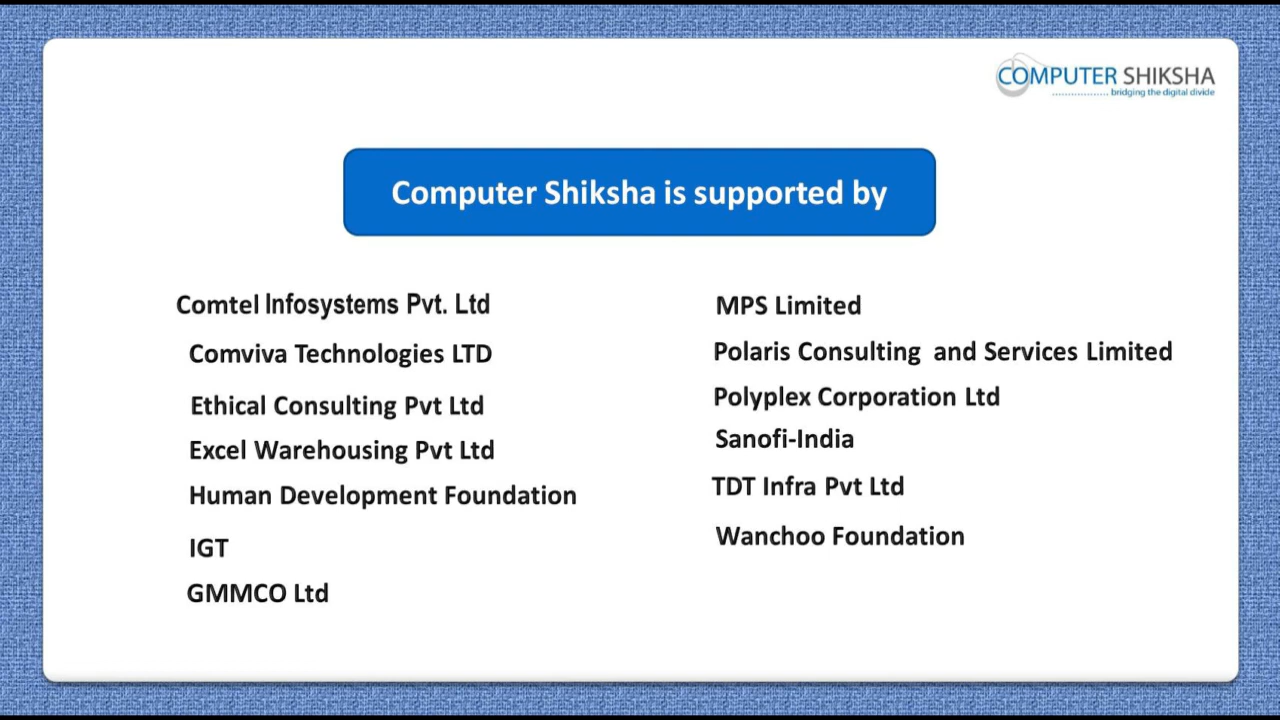 COMPUTER SHIKSHA
bridging the digital divide
Computer Shiksha is supported by
Comtel Infosystems Pvt. Ltd
Comviva Technologies LTD
Ethical Consulting Pvt Ltd
Excel Warehousing Pvt Ltd
Human Development Foundation
IGT
GMMCO Ltd
MPS Limited
Polaris Consulting and Services Limited
Polyplex Corporation Ltd
Sanofi-India
TDT Infra Pvt Ltd
Wanchoo Foundation